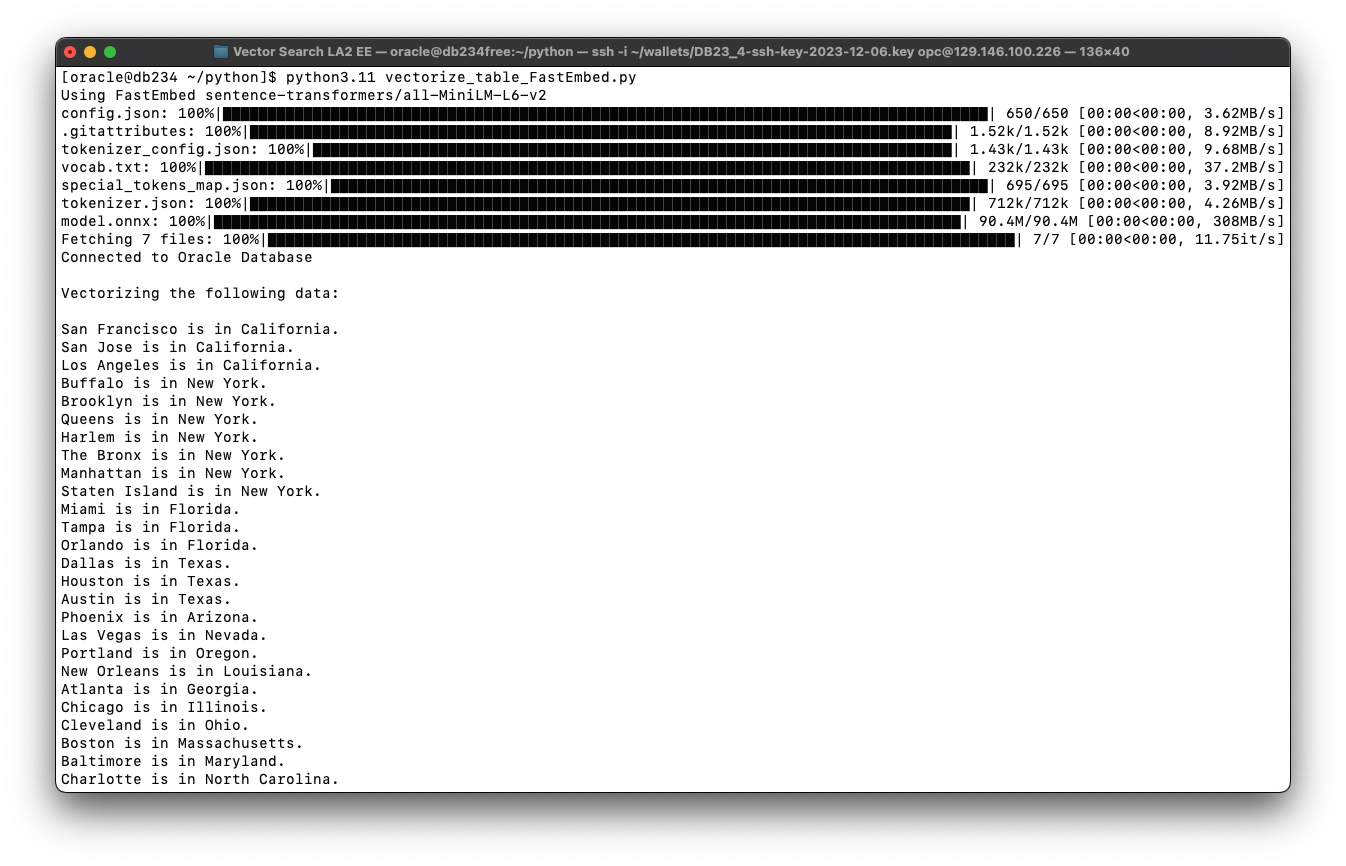 Vector Search LA2 EE — oracle@db234free:~/python — ssh -i ~/wallets/DB23_4-ssh-key-2023-12-06.key opc@129.146.100.226 — 136×40
[oracle@db234 ~/python]$ python3.11 vectorize_table_FastEmbed.py
Using FastEmbed sentence-transformers/all-MiniLM-L6-v2
config.json: 100%| | 650/650 [00:00<00:00, 3.62MB/s]
.gitattributes: 100%| | 1.52k/1.52k [00:00<00:00, 8.92MB/s]
tokenizer_config.json: 100%| | 1.43k/1.43k [00:00<00:00, 9.68MB/s]
vocab.txt: 100%| | 232k/232k [00:00<00:00, 37.2MB/s]
special_tokens_map.json: 100%| | 695/695 [00:00<00:00, 3.92MB/s]
tokenizer.json: 100%| | 712k/712k [00:00<00:00, 4.26MB/s]
model.onnx: 100%| | 90.4M/90.4M [00:00<00:00, 308MB/s]
Fetching 7 files: 100%| | 7/7 [00:00<00:00, 11.75it/s]
Connected to Oracle Database
Vectorizing the following data:
San Francisco is in California.
San Jose is in California.
Los Angeles is in California.
Buffalo is in New York.
Brooklyn is in New York.
Queens is in New York.
Harlem is in New York.
The Bronx is in New York.
Manhattan is in New York.
Staten Island is in New York.
Miami is in Florida.
Tampa is in Florida.
Orlando is in Florida.
Dallas is in Texas.
Houston is in Texas.
Austin is in Texas.
Phoenix is in Arizona.
Las Vegas is in Nevada.
Portland is in Oregon.
New Orleans is in Louisiana.
Atlanta is in Georgia.
Chicago is in Illinois.
Cleveland is in Ohio.
Boston is in Massachusetts.
Baltimore is in Maryland.
Charlotte is in North Carolina.